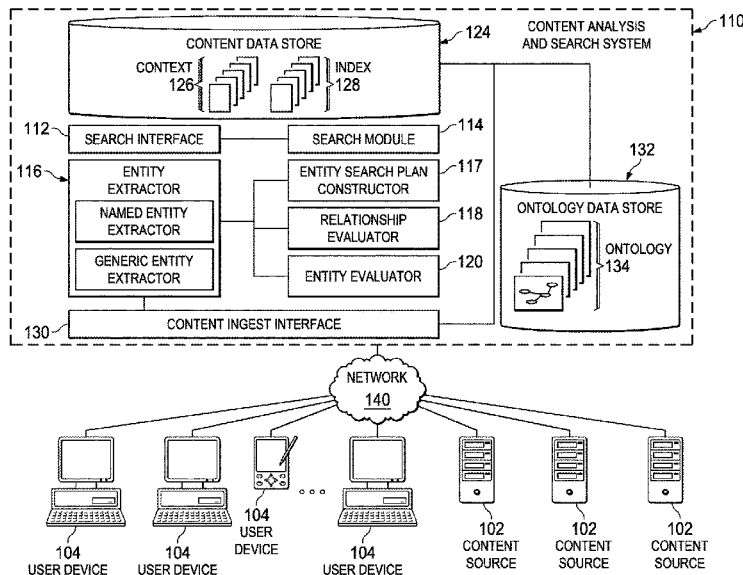 110
CONTENT ANALYSIS
AND SEARCH SYSTEM
124
CONTENT DATA STORE
CONTEXT
126
INDEX
128
112
SEARCH INTERFACE
SEARCH MODULE
114
116
ENTITY
EXTRACTOR
NAMED ENTITY
EXTRACTOR
GENERIC ENTITY
EXTRACTOR
ENTITY SEARCH PLAN
CONSTRUCTOR
117
RELATIONSHIP
EVALUATOR
118
ENTITY EVALUATOR
120
132
ONTOLOGY DATA STORE
ONTOLOGY
134
130
CONTENT INGEST INTERFACE
NETWORK
140
104
USER DEVICE
104
USER DEVICE
104
USER
DEVICE
...
104
USER DEVICE
102
CONTENT
SOURCE
102
CONTENT
SOURCE
102
CONTENT
SOURCE